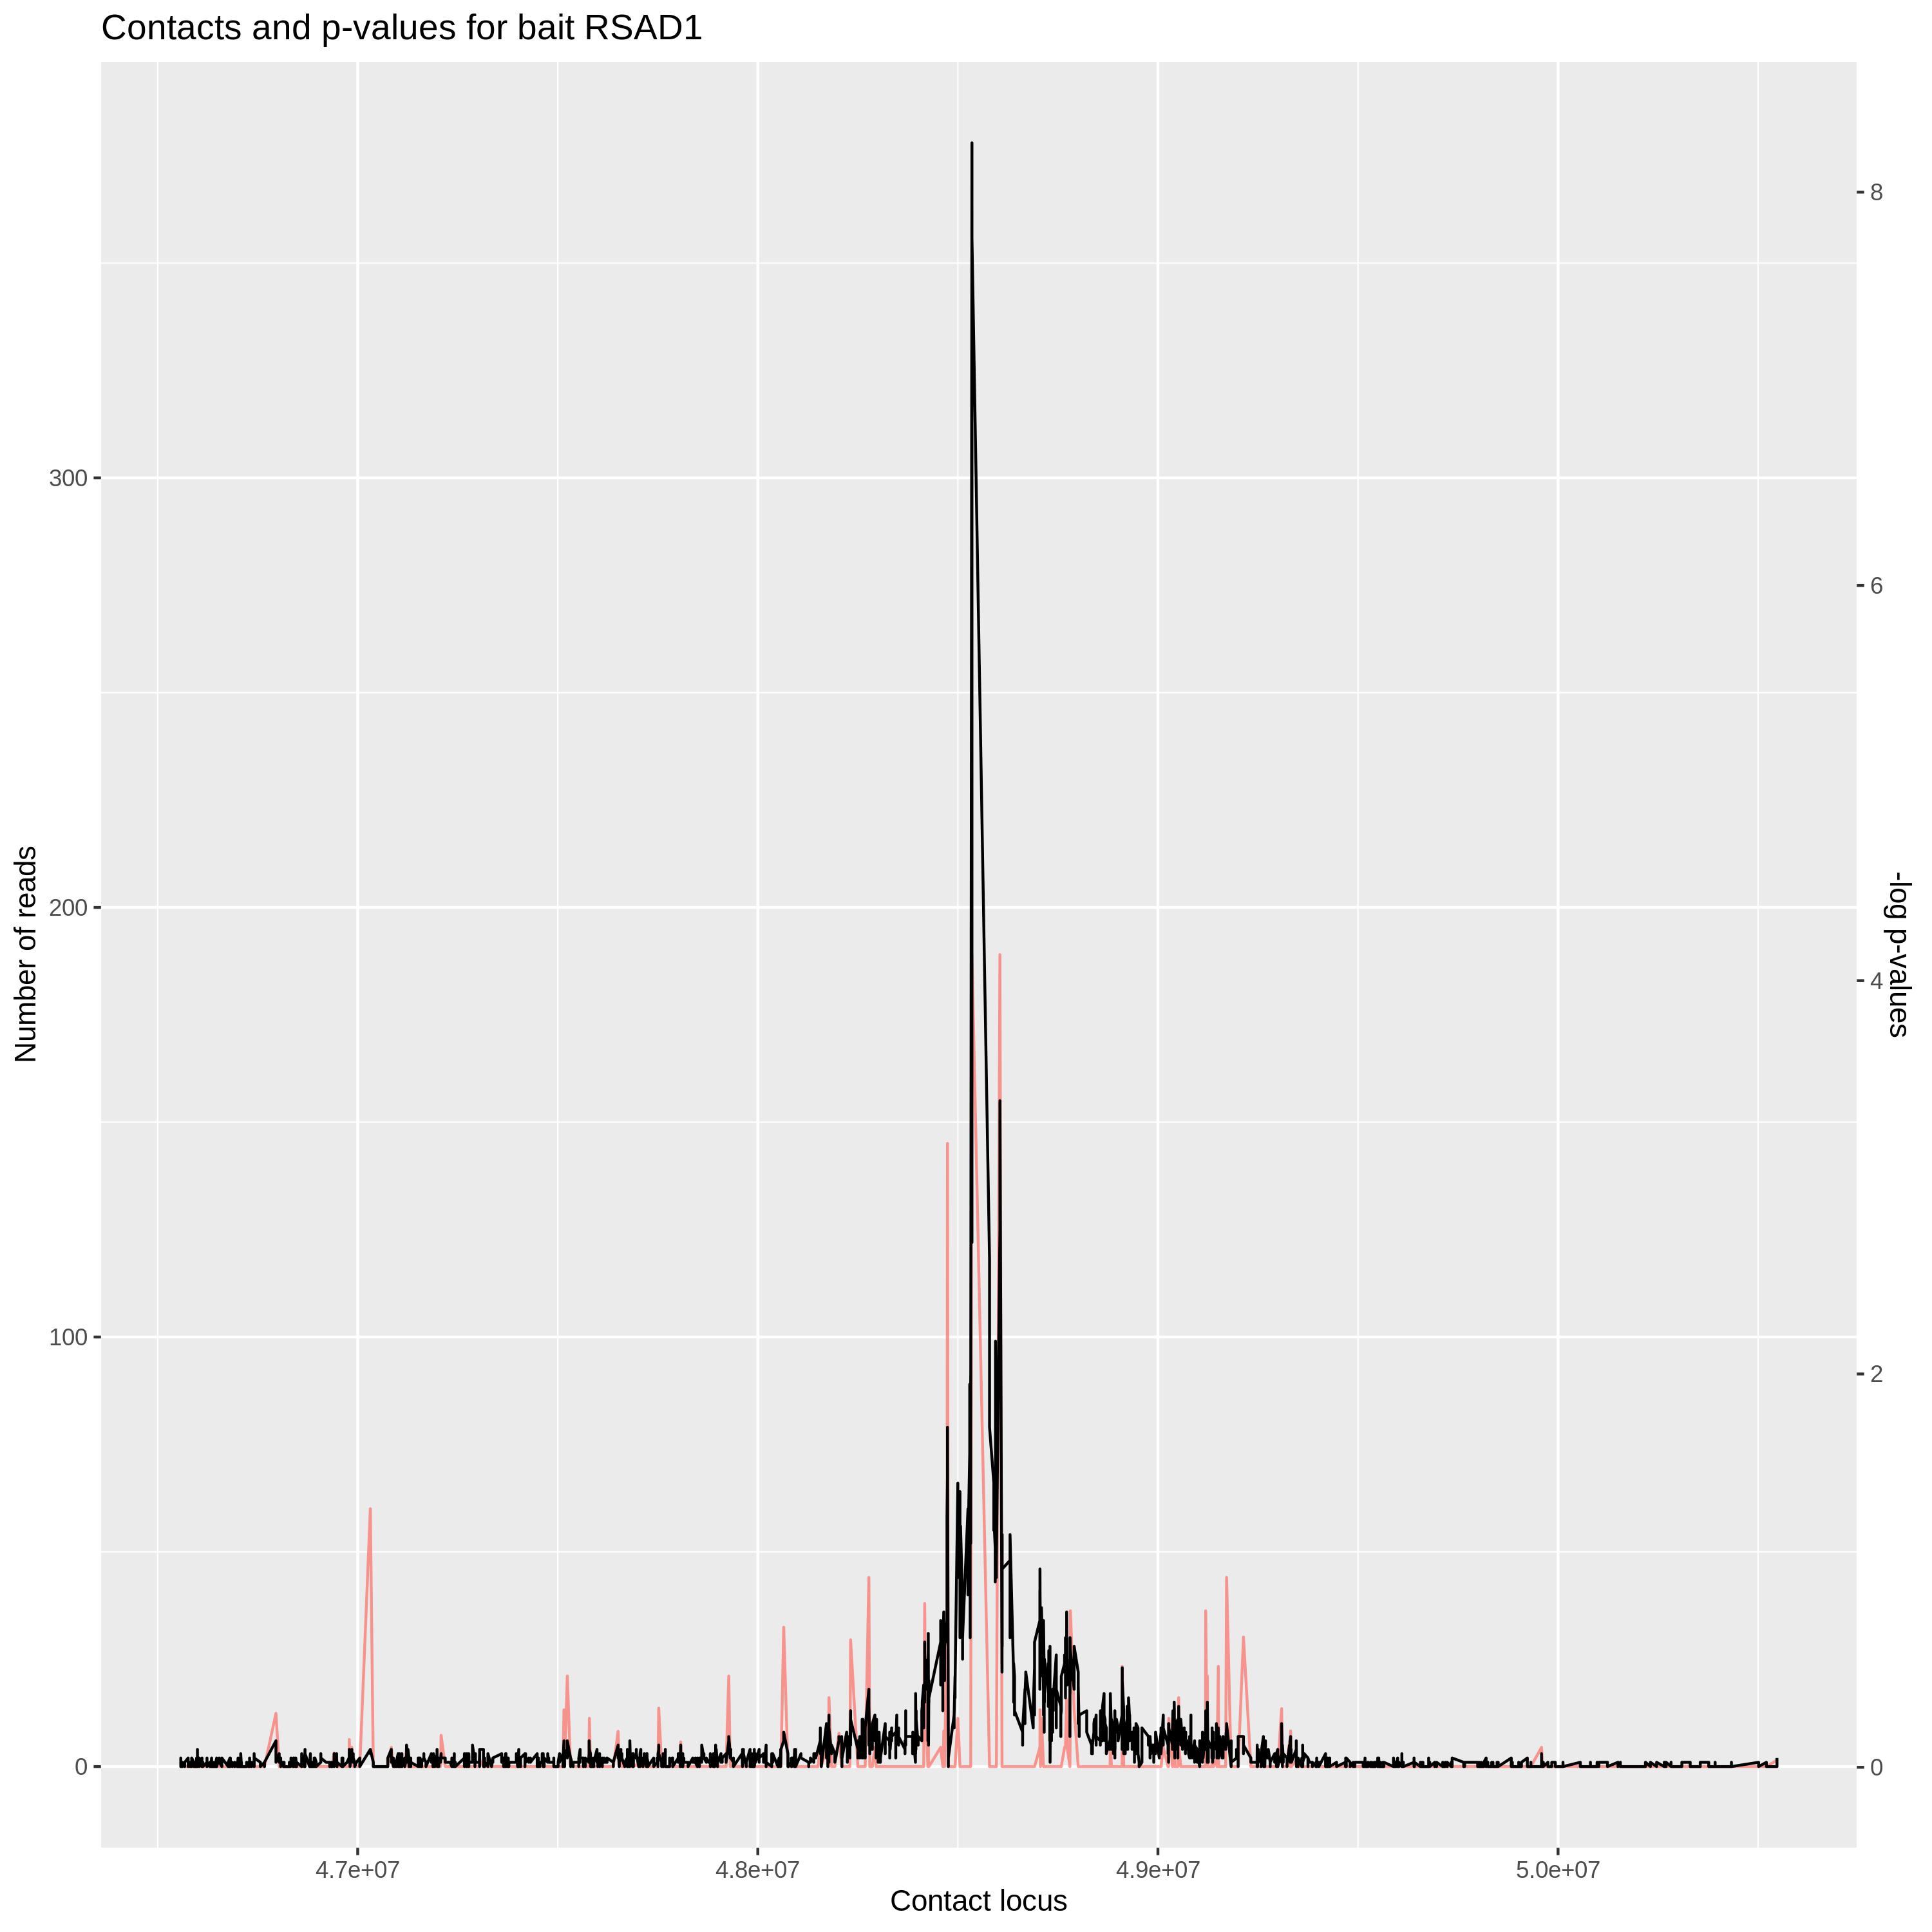 Contacts and p-values for bait RSAD1
Number of reads
300
200
100
0
8
6
4
2
0
-log p-values
4.7e+07
4.8e+07
4.9e+07
5.0e+07
Contact locus